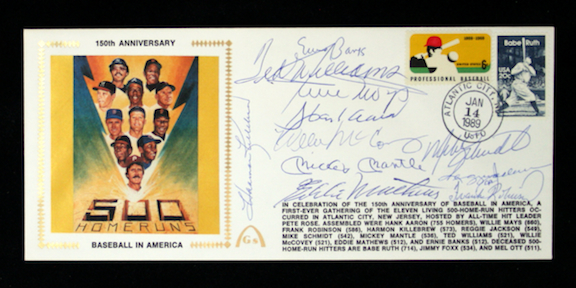 150th ANNIVERSARY
500
HOMERUNS
BASEBALL IN AMERICA
G
Ernie Banks
Ted Williams
Willie Mays
Hank Aaron
Willie McCovey
Mike Schmidt
Mickey Mantle
Eddie Mathews
Harmon Killebrew
1869-1969
UNITED STATES 6c
PROFESSIONAL BASEBALL
Babe Ruth
USA
20c
ATLANTIC CITY, NJ
JAN
14
1989
USPO
IN CELEBRATION OF THE 150TH ANNIVERSARY OF BASEBALL IN AMERICA, A
FIRST-EVER GATHERING OF THE ELEVEN LIVING 500-HOME-RUN HITTERS OC-
CURRED IN ATLANTIC CITY, NEW JERSEY, HOSTED BY ALL-TIME HIT LEADER
PETE ROSE. ASSEMBLED WERE HANK AARON (755 HOMERS), WILLIE MAYS (660),
FRANK ROBINSON (586), HARMON KILLEBREW (573), REGGIE JACKSON (549),
MIKE SCHMIDT (542), MICKEY MANTLE (536), TED WILLIAMS (521), WILLIE
McCOVEY (521), EDDIE MATHEWS (512), AND ERNIE BANKS (512). DECEASED 500-
HOME-RUN HITTERS ARE BABE RUTH (714), JIMMY FOXX (534), AND MEL OTT (511).